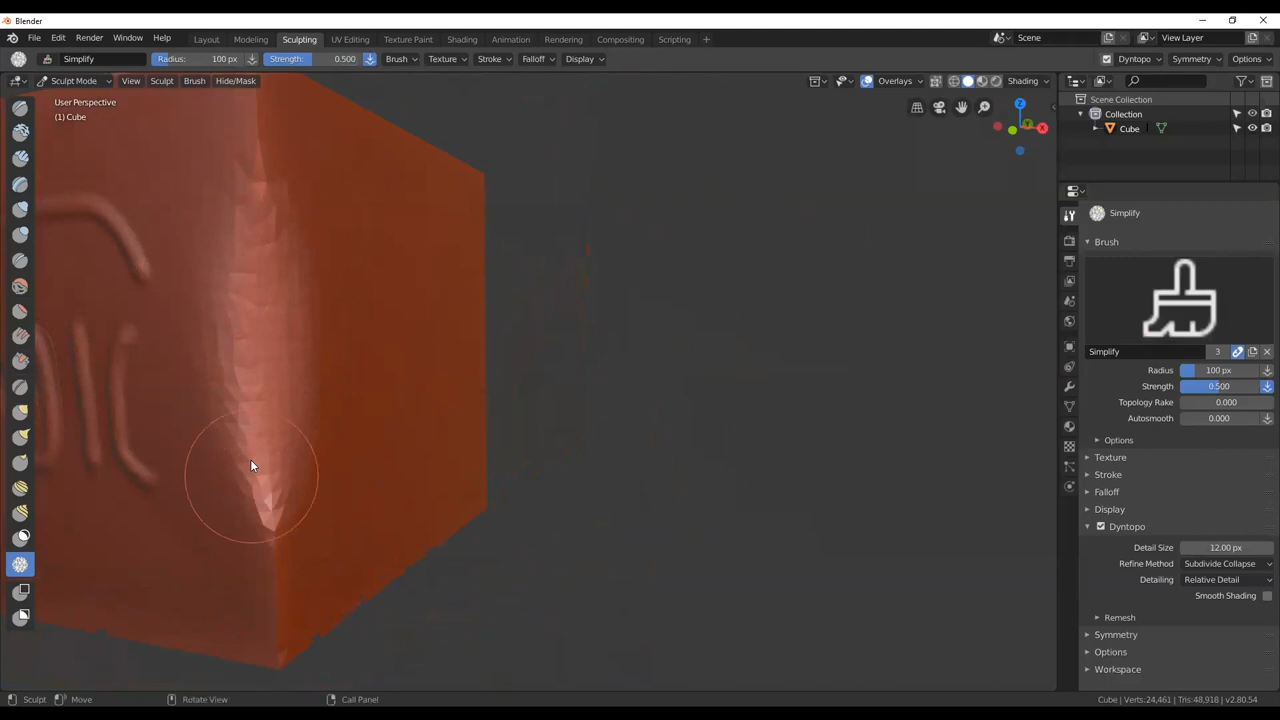 Blender
File Edit Render Window Help Layout Modeling Sculpting UV Editing Texture Paint Shading Animation Rendering Compositing Scripting + Scene View Layer
Simplify Radius: 100 px Strength: 0.500 Brush Texture Stroke Falloff Display Dyntopo Symmetry Options
Sculpt Mode View Sculpt Brush Hide/Mask Overlays Shading
User Perspective
(1) Cube
Z
Y
X
Scene Collection
Collection
Cube
Simplify
Brush
Simplify 3
Radius 100 px
Strength 0.500
Topology Rake 0.000
Autosmooth 0.000
Options
Texture
Stroke
Falloff
Display
Dyntopo
Detail Size 12.00 px
Refine Method Subdivide Collapse
Detailing Relative Detail
Smooth Shading
Remesh
Symmetry
Options
Workspace
Sculpt Move Rotate View Call Panel Cube | Verts:24,461 | Tris:48,918 | v2.80.54